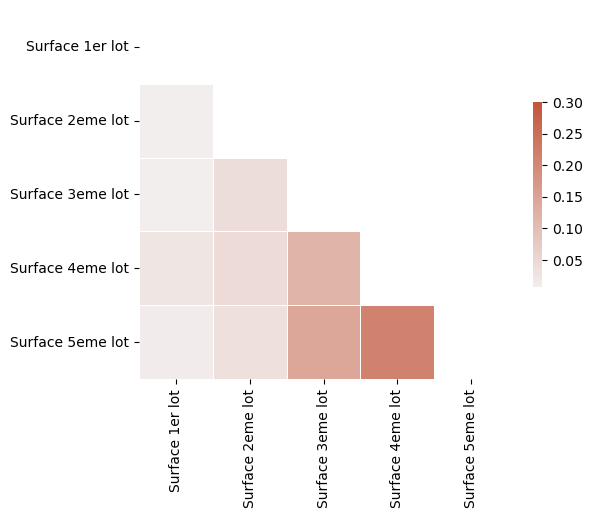 Surface 1er lot
Surface 2eme lot
Surface 3eme lot
Surface 4eme lot
Surface 5eme lot
0.30
0.25
0.20
0.15
0.10
0.05
Surface 1er lot
Surface 2eme lot
Surface 3eme lot
Surface 4eme lot
Surface 5eme lot